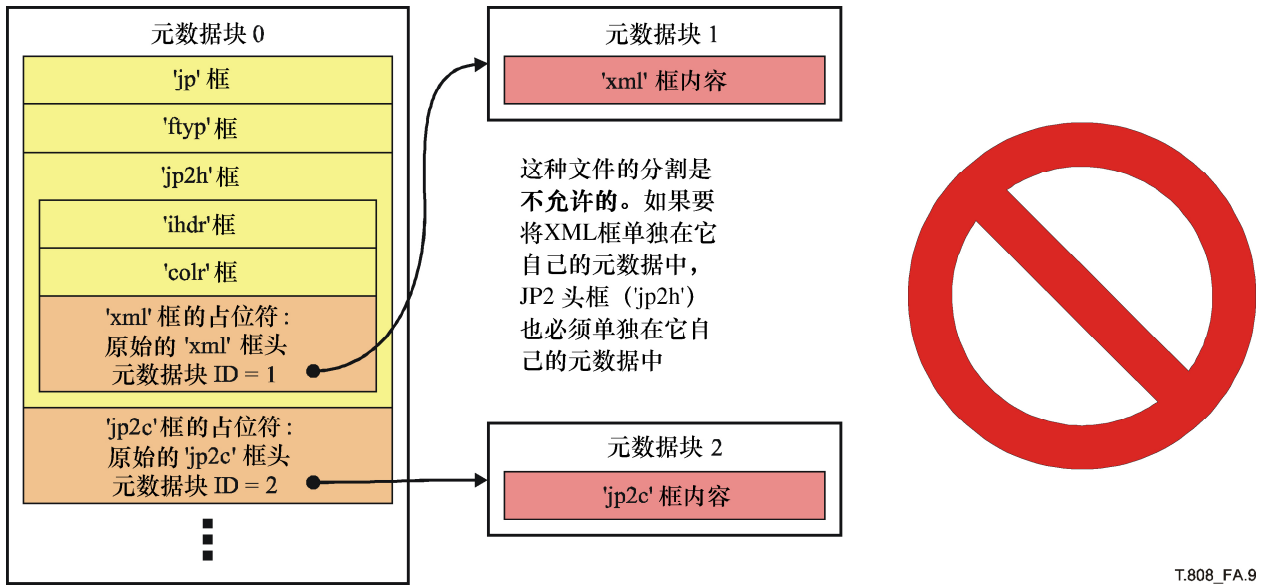 元数据块 0
'jp' 框
'ftyp' 框
'jp2h' 框
'ihdr' 框
'colr' 框
'xml' 框的占位符:
原始的 'xml' 框头
元数据块 ID = 1
'jp2c' 框的占位符:
原始的 'jp2c' 框头
元数据块 ID = 2
元数据块 1
'xml' 框内容
这种文件的分割是
不允许的。如果要
将XML框单独在它
自己的元数据中,
JP2 头框('jp2h')
也必须单独在它自
己的元数据中
元数据块 2
'jp2c' 框内容
T.808_FA.9